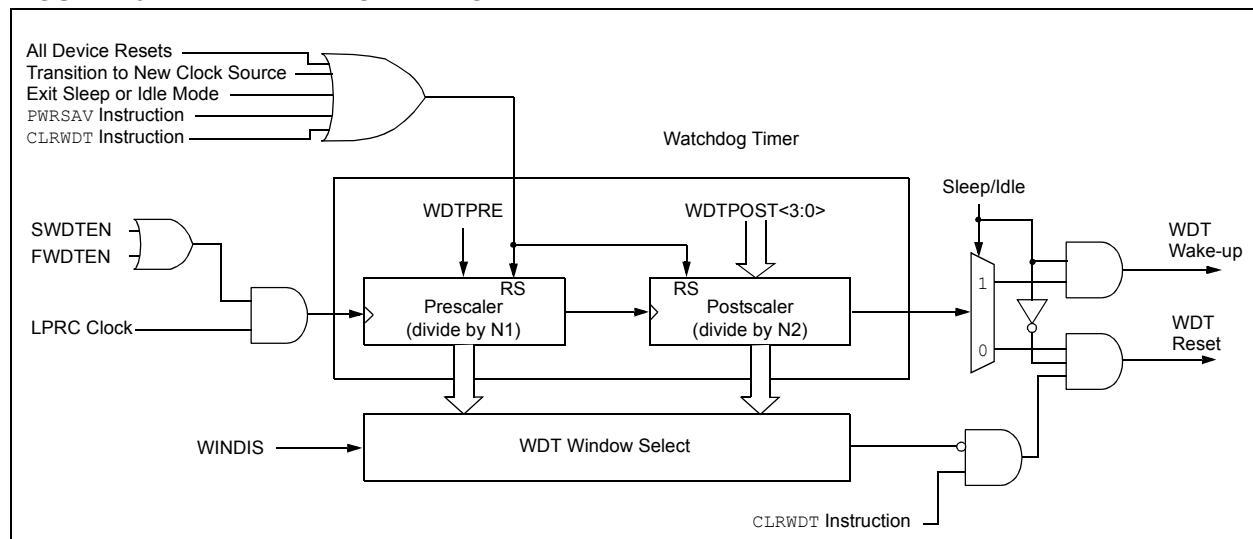 All Device Resets
Transition to New Clock Source
Exit Sleep or Idle Mode
PWRSAV Instruction
CLRWDT Instruction
Watchdog Timer
Sleep/Idle
WDTPRE
WDTPOST<3:0>
SWDTEN
FWDTEN
WDT
Wake-up
RS
RS
1
Prescaler
(divide by N1)
Postscaler
(divide by N2)
LPRC Clock
WDT
Reset
0
WINDIS
WDT Window Select
CLRWDT Instruction